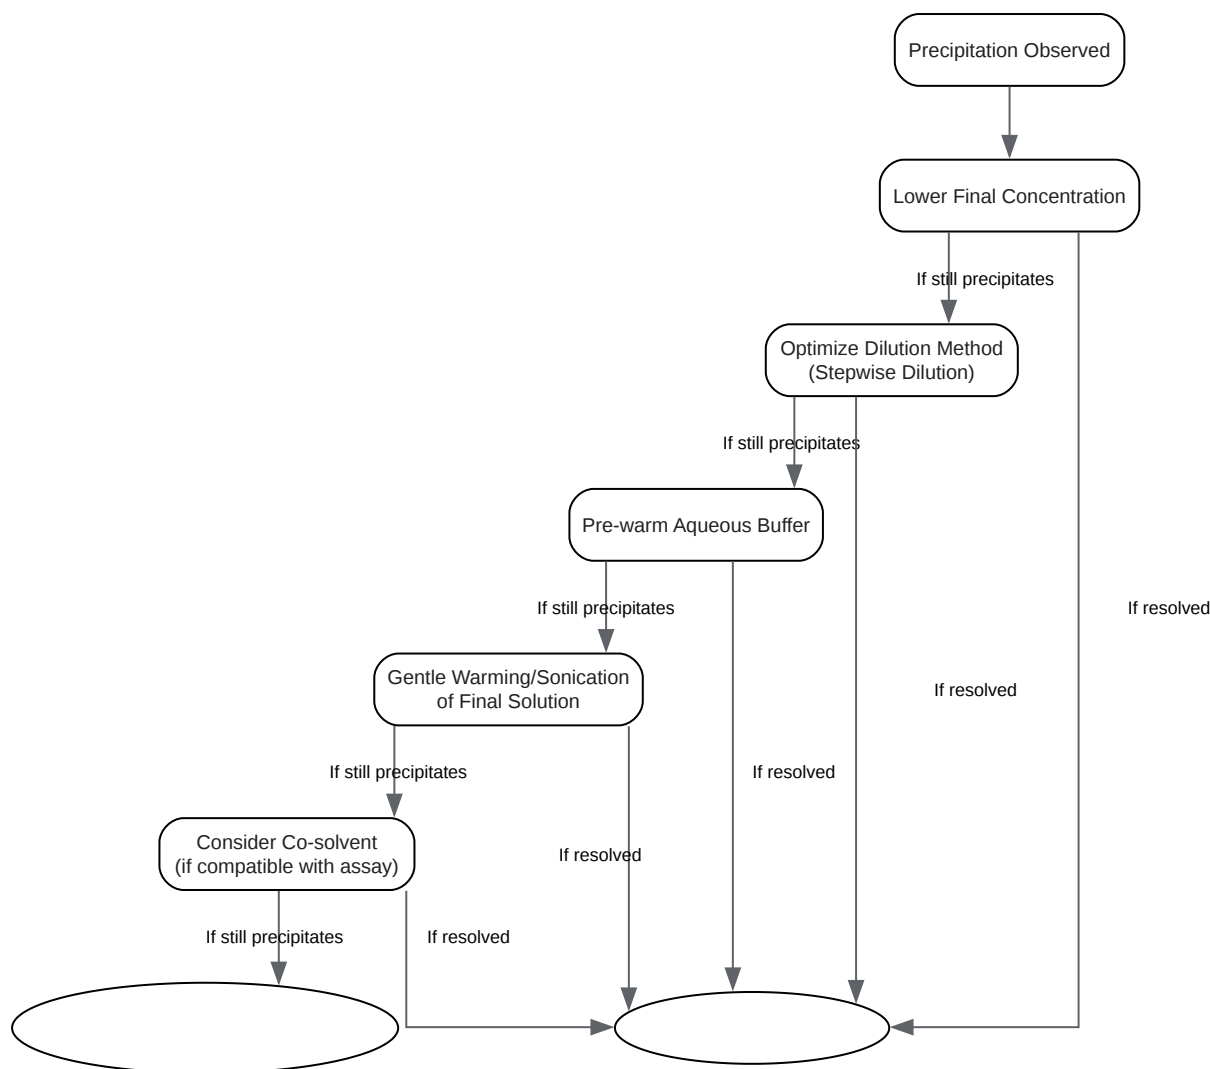 Precipitation Observed
Lower Final Concentration
If still precipitates
Optimize Dilution Method
(Stepwise Dilution)
If still precipitates
Pre-warm Aqueous Buffer
If still precipitates
If resolved
Gentle Warming/Sonication
of Final Solution
If resolved
If still precipitates
If resolved
Consider Co-solvent
(if compatible with assay)
If resolved
If still precipitates
If resolved